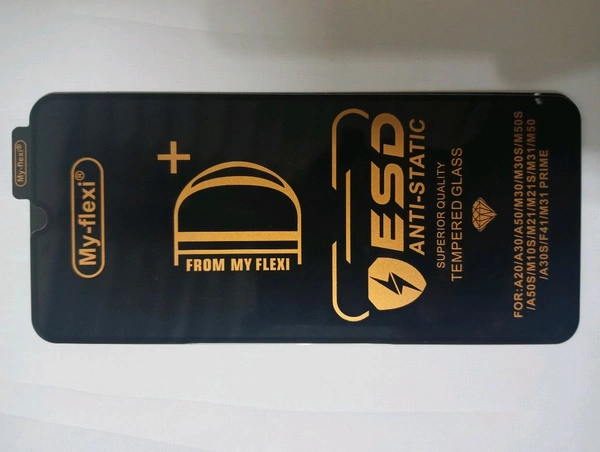 My-flexi®
My-flexi®
D+
FROM MY FLEXI
ESD
ANTI-STATIC
SUPERIOR QUALITY
TEMPERED GLASS
FOR:A20/A30/A50/M30/M30S/M50S
/A50S/M10S/M21/M21S/M31/M50
/A30S/F41/M31 PRIME